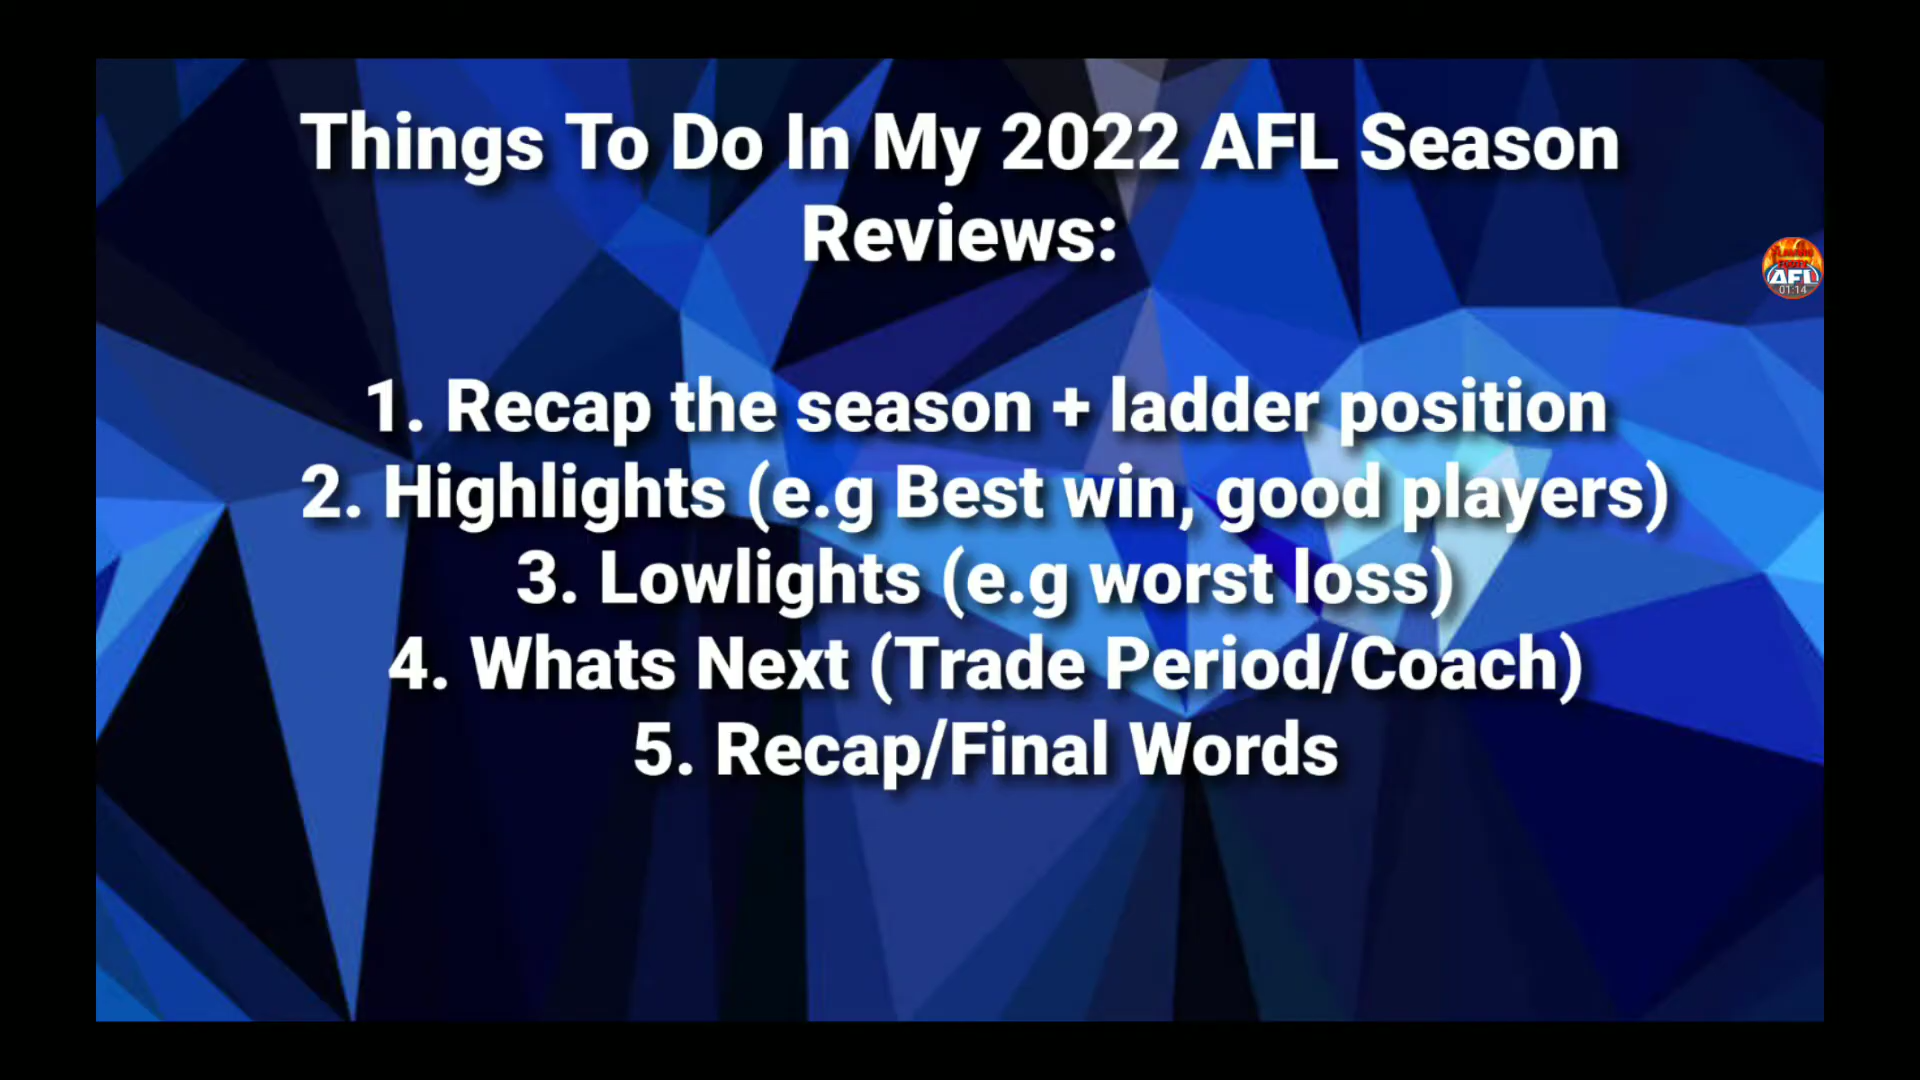 Things To Do In My 2022 AFL Season
Reviews:
1. Recap the season + ladder position
2. Highlights (e.g Best win, good players)
3. Lowlights (e.g worst loss)
4. Whats Next (Trade Period/Coach)
5. Recap/Final Words
AFL
01:14